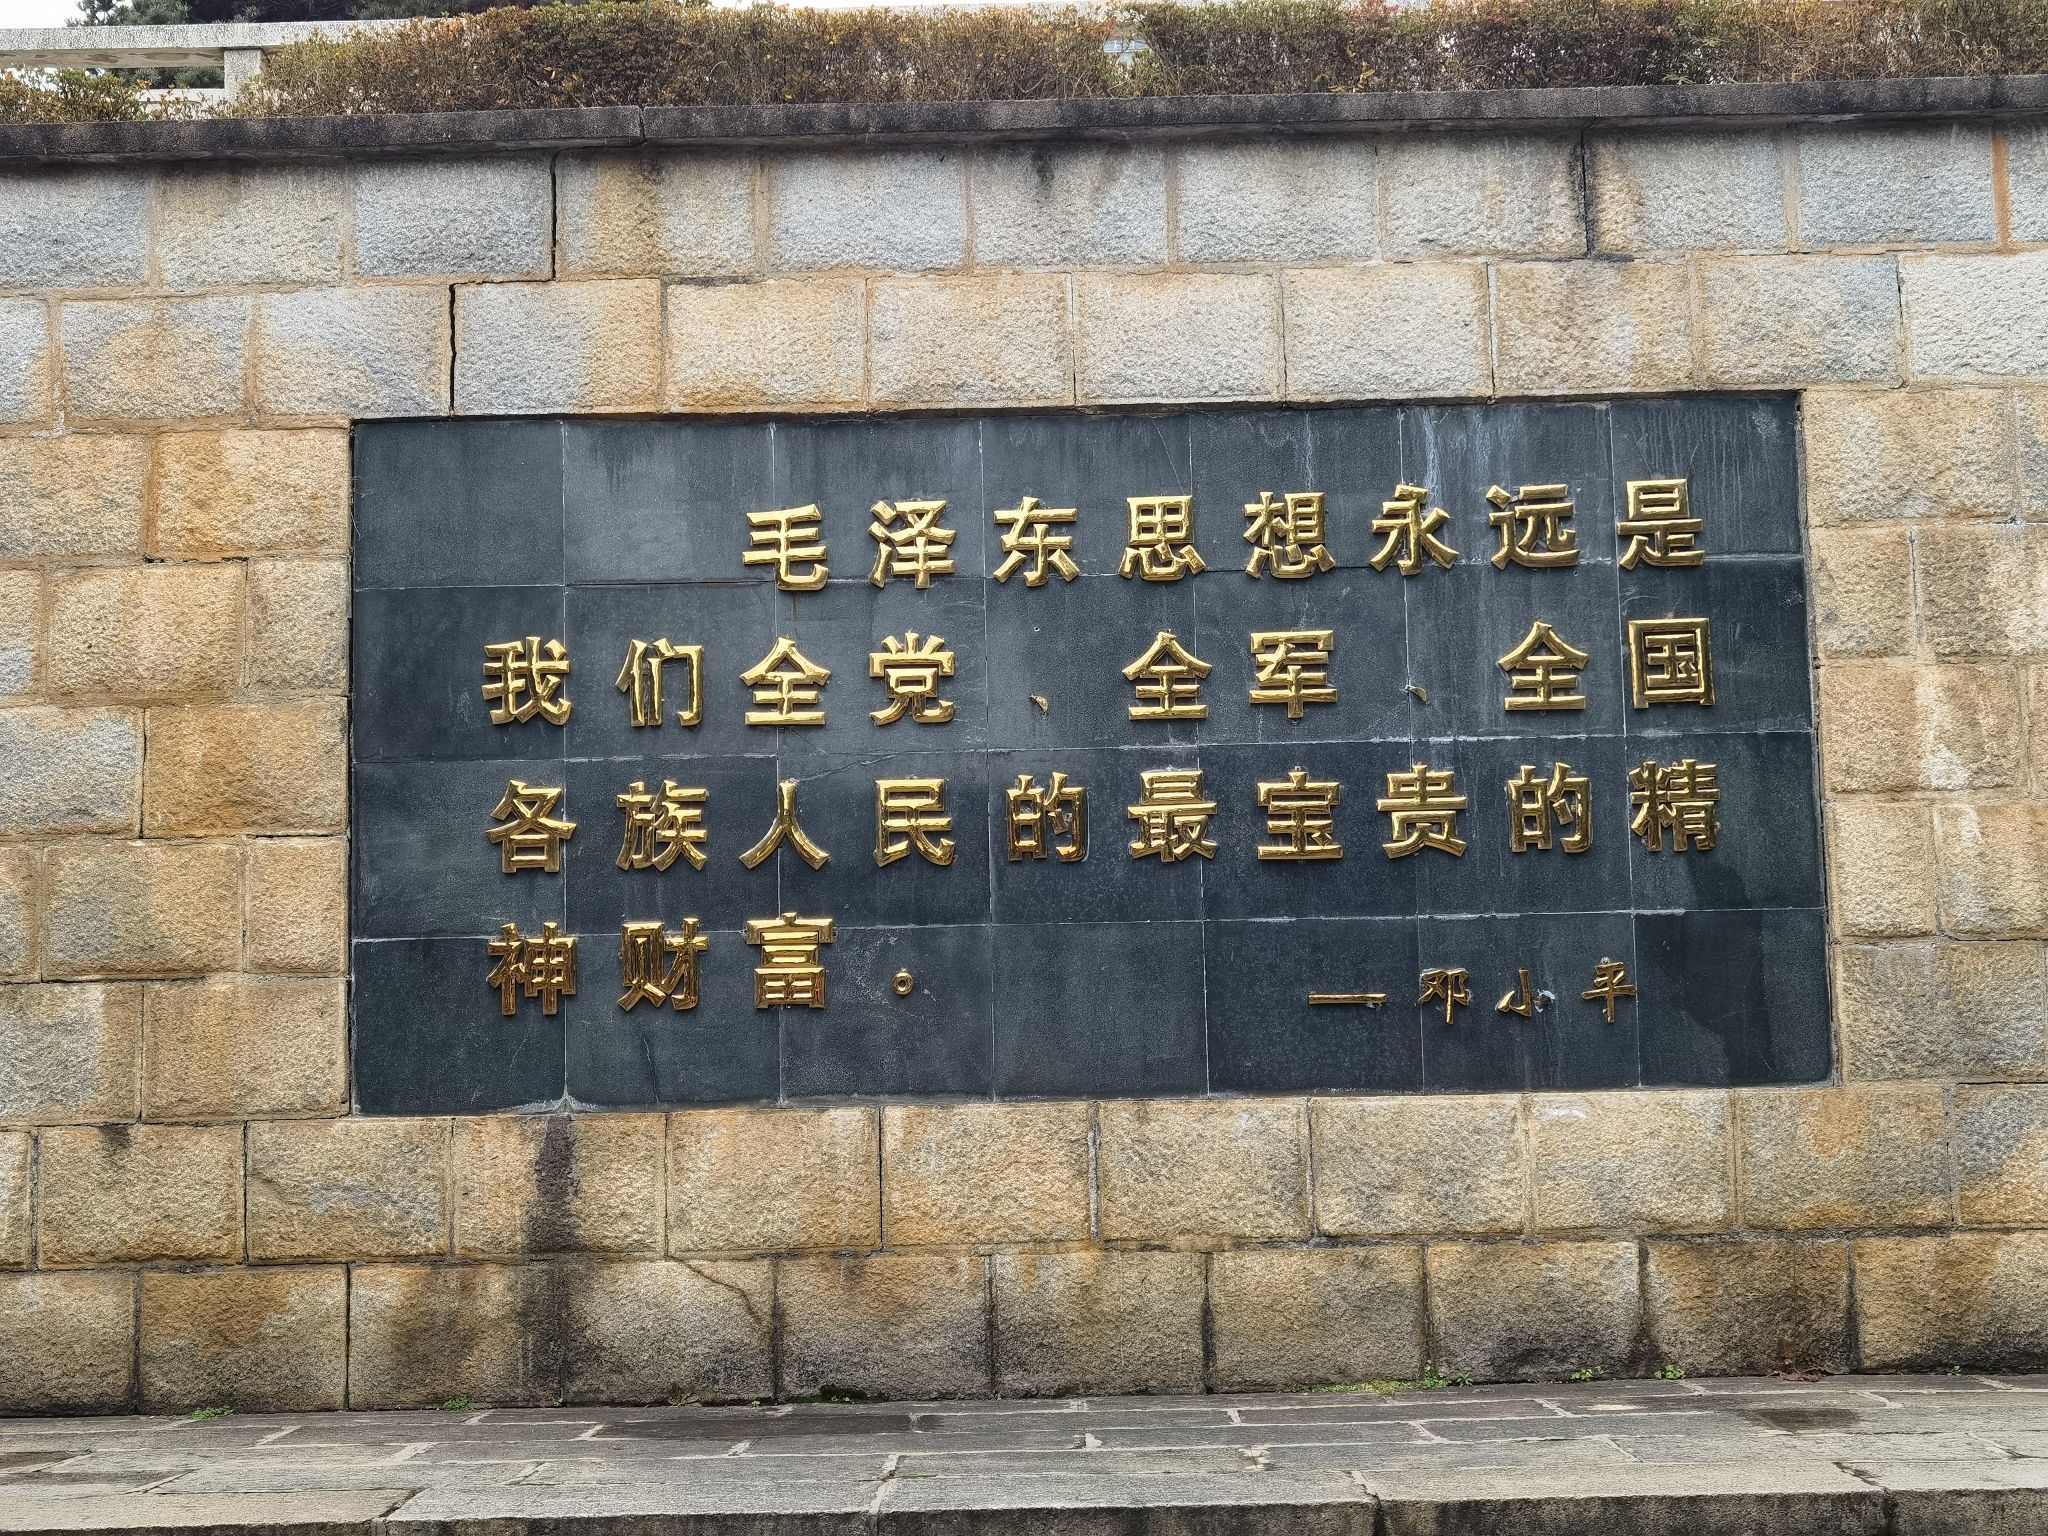 毛泽东思想永远是
我们全党、全军、全国
各族人民的最宝贵的精
神财富。
一邓小平